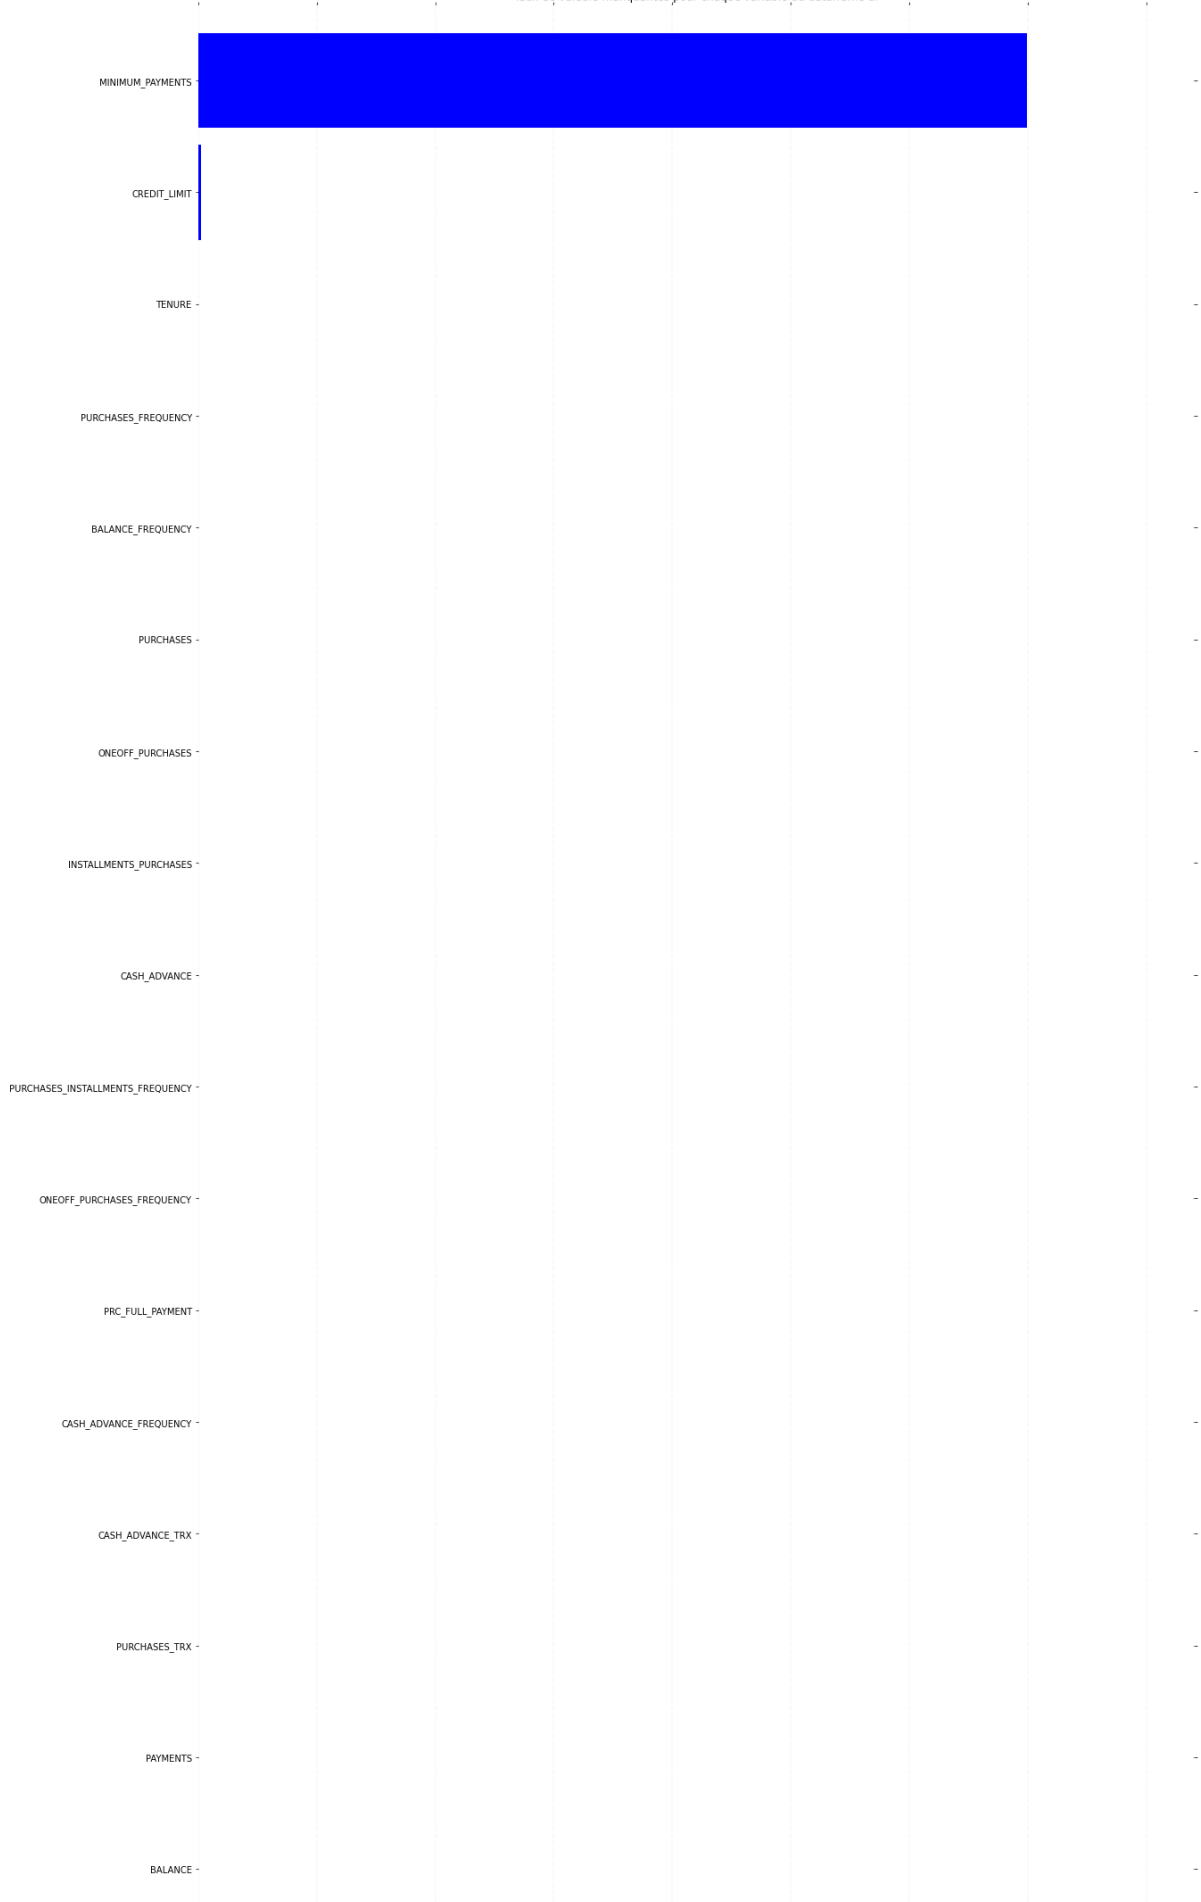 MINIMUM_PAYMENTS
CREDIT_LIMIT
TENURE
PURCHASES_FREQUENCY
BALANCE_FREQUENCY
PURCHASES
ONEOFF_PURCHASES
INSTALLMENTS_PURCHASES
CASH_ADVANCE
PURCHASES_INSTALLMENTS_FREQUENCY
ONEOFF_PURCHASES_FREQUENCY
PRC_FULL_PAYMENT
CASH_ADVANCE_FREQUENCY
CASH_ADVANCE_TRX
PURCHASES_TRX
PAYMENTS
BALANCE